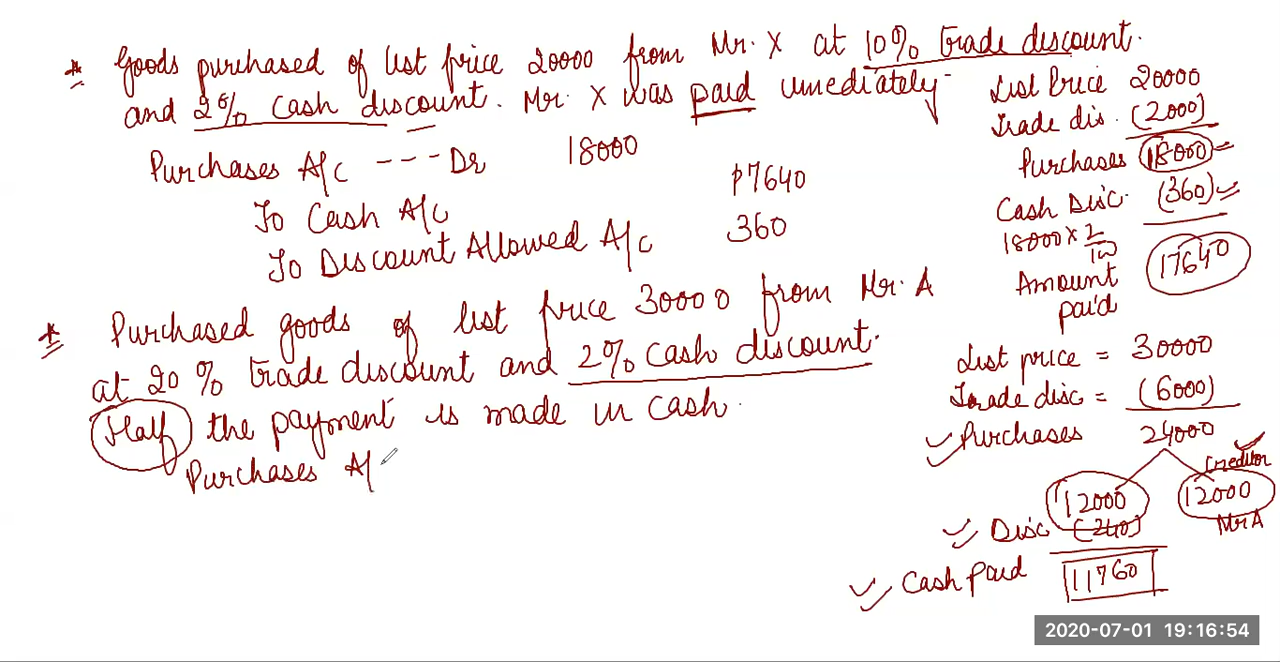 * Goods purchased of list price 20000 from Mr. X at 10% trade discount.
and 2% cash discount. Mr. X was paid immediately
Purchases A/c --- Dr 18000
To Cash A/c 17640
To Discount Allowed A/c 360
* Purchased goods of list price 30000 from Mr. A
at 20% trade discount and 2% cash discount.
Half the payment is made in cash.
Purchases A/
List Price 20000
Trade dis. (2000)
Purchases 18000
Cash Disc. (360)
18000 x 2/100
Amount 17640
paid
List price = 30000
Trade disc = (6000)
Purchases 24000
Creditor
12000 12000
Disc (240) Mr A
Cash Paid 11760
2020-07-01 19:16:54